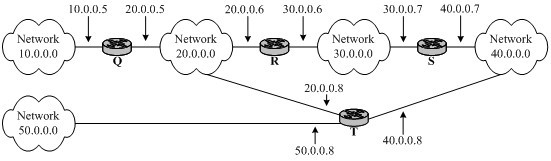 10.0.0.5
20.0.0.5
20.0.0.6
30.0.0.6
30.0.0.7
40.0.0.7
Network
10.0.0.0
Q
Network
20.0.0.0
R
Network
30.0.0.0
S
Network
40.0.0.0
20.0.0.8
Network
50.0.0.0
T
50.0.0.8
40.0.0.8